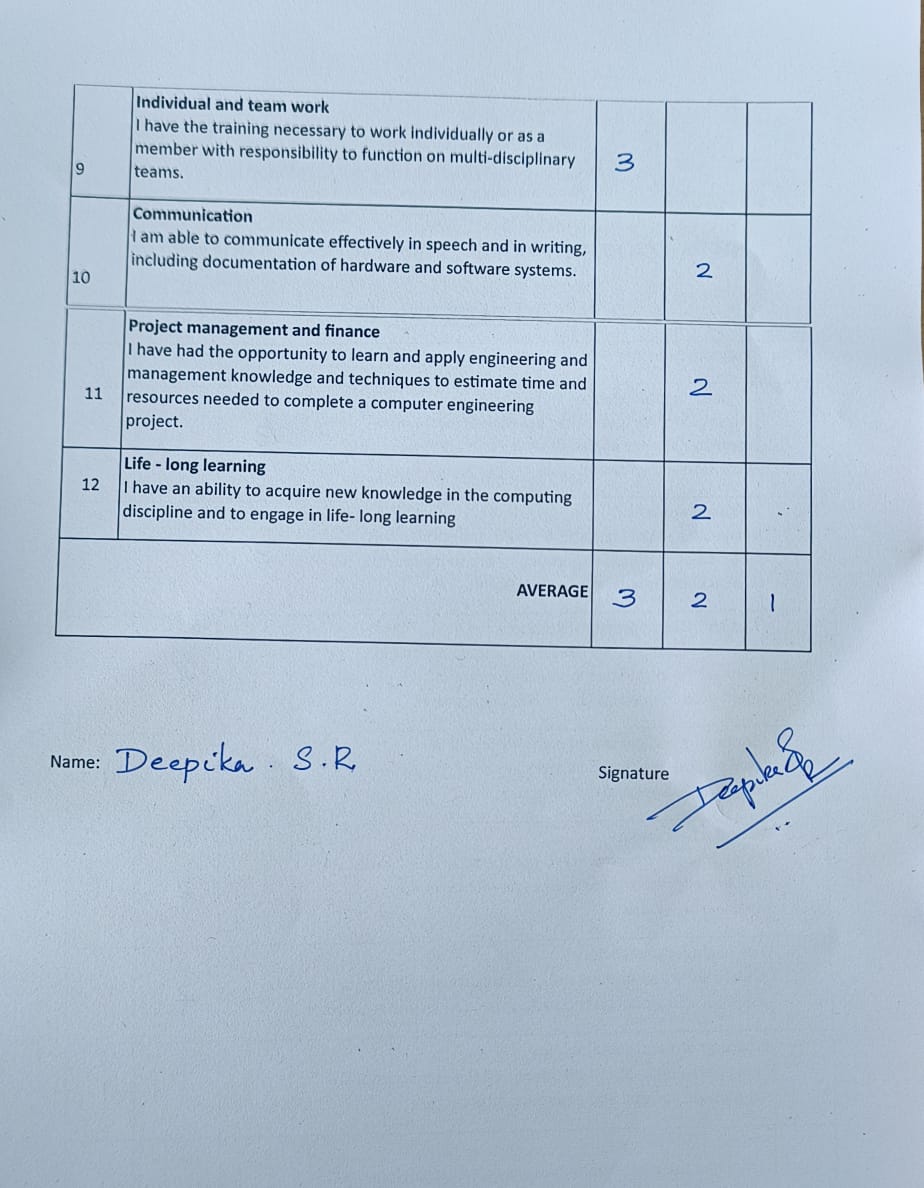 Individual and team work
I have the training necessary to work individually or as a
member with responsibility to function on multi-disciplinary
9 teams. 3
Communication
I am able to communicate effectively in speech and in writing,
including documentation of hardware and software systems. 2
10
Project management and finance
I have had the opportunity to learn and apply engineering and
management knowledge and techniques to estimate time and 2
11 resources needed to complete a computer engineering
project.
Life - long learning
12 I have an ability to acquire new knowledge in the computing
discipline and to engage in life- long learning 2
AVERAGE 3 2 1
Name: Deepika . S.R
Signature Deepika SR